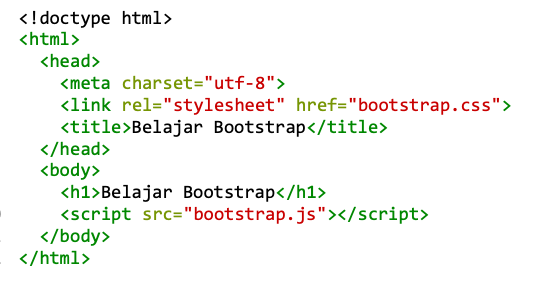 <!doctype html>
<html>
<head>
<meta charset="utf-8">
<link rel="stylesheet" href="bootstrap.css">
<title>Belajar Bootstrap</title>
</head>
<body>
<h1>Belajar Bootstrap</h1>
<script src="bootstrap.js"></script>
</body>
</html>